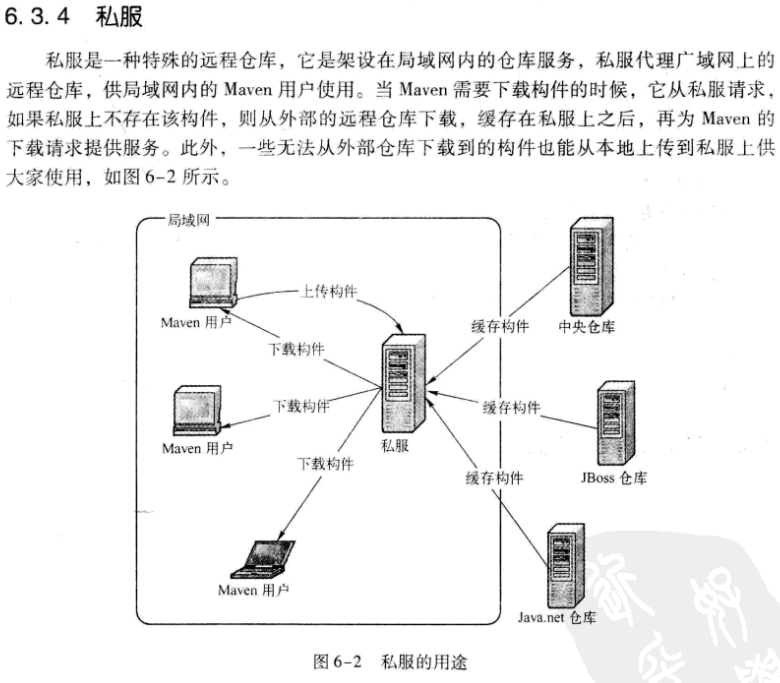 6.3.4 私服
私服是一种特殊的远程仓库，它是架设在局域网内的仓库服务，私服代理广域网上的
远程仓库，供局域网内的 Maven 用户使用。当 Maven 需要下载构件的时候，它从私服请求，
如果私服上不存在该构件，则从外部的远程仓库下载，缓存在私服上之后，再为 Maven 的
下载请求提供服务。此外，一些无法从外部仓库下载到的构件也能从本地上传到私服上供
大家使用，如图 6-2 所示。
局域网
上传构件
Maven 用户
缓存构件
中央仓库
下载构件
下载构件
缓存构件
Maven 用户
私服
下载构件
缓存构件
JBoss 仓库
Maven 用户
Java.net 仓库
图 6-2 私服的用途